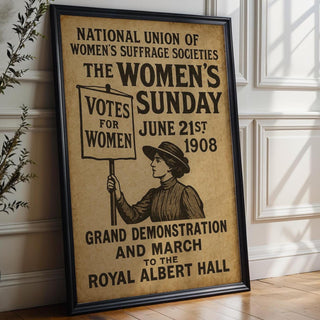 NATIONAL UNION OF
WOMEN'S SUFFRAGE SOCIETIES
THE WOMEN'S
SUNDAY
JUNE 21ST
1908
VOTES
FOR
WOMEN
GRAND DEMONSTRATION
AND MARCH
TO THE
ROYAL ALBERT HALL